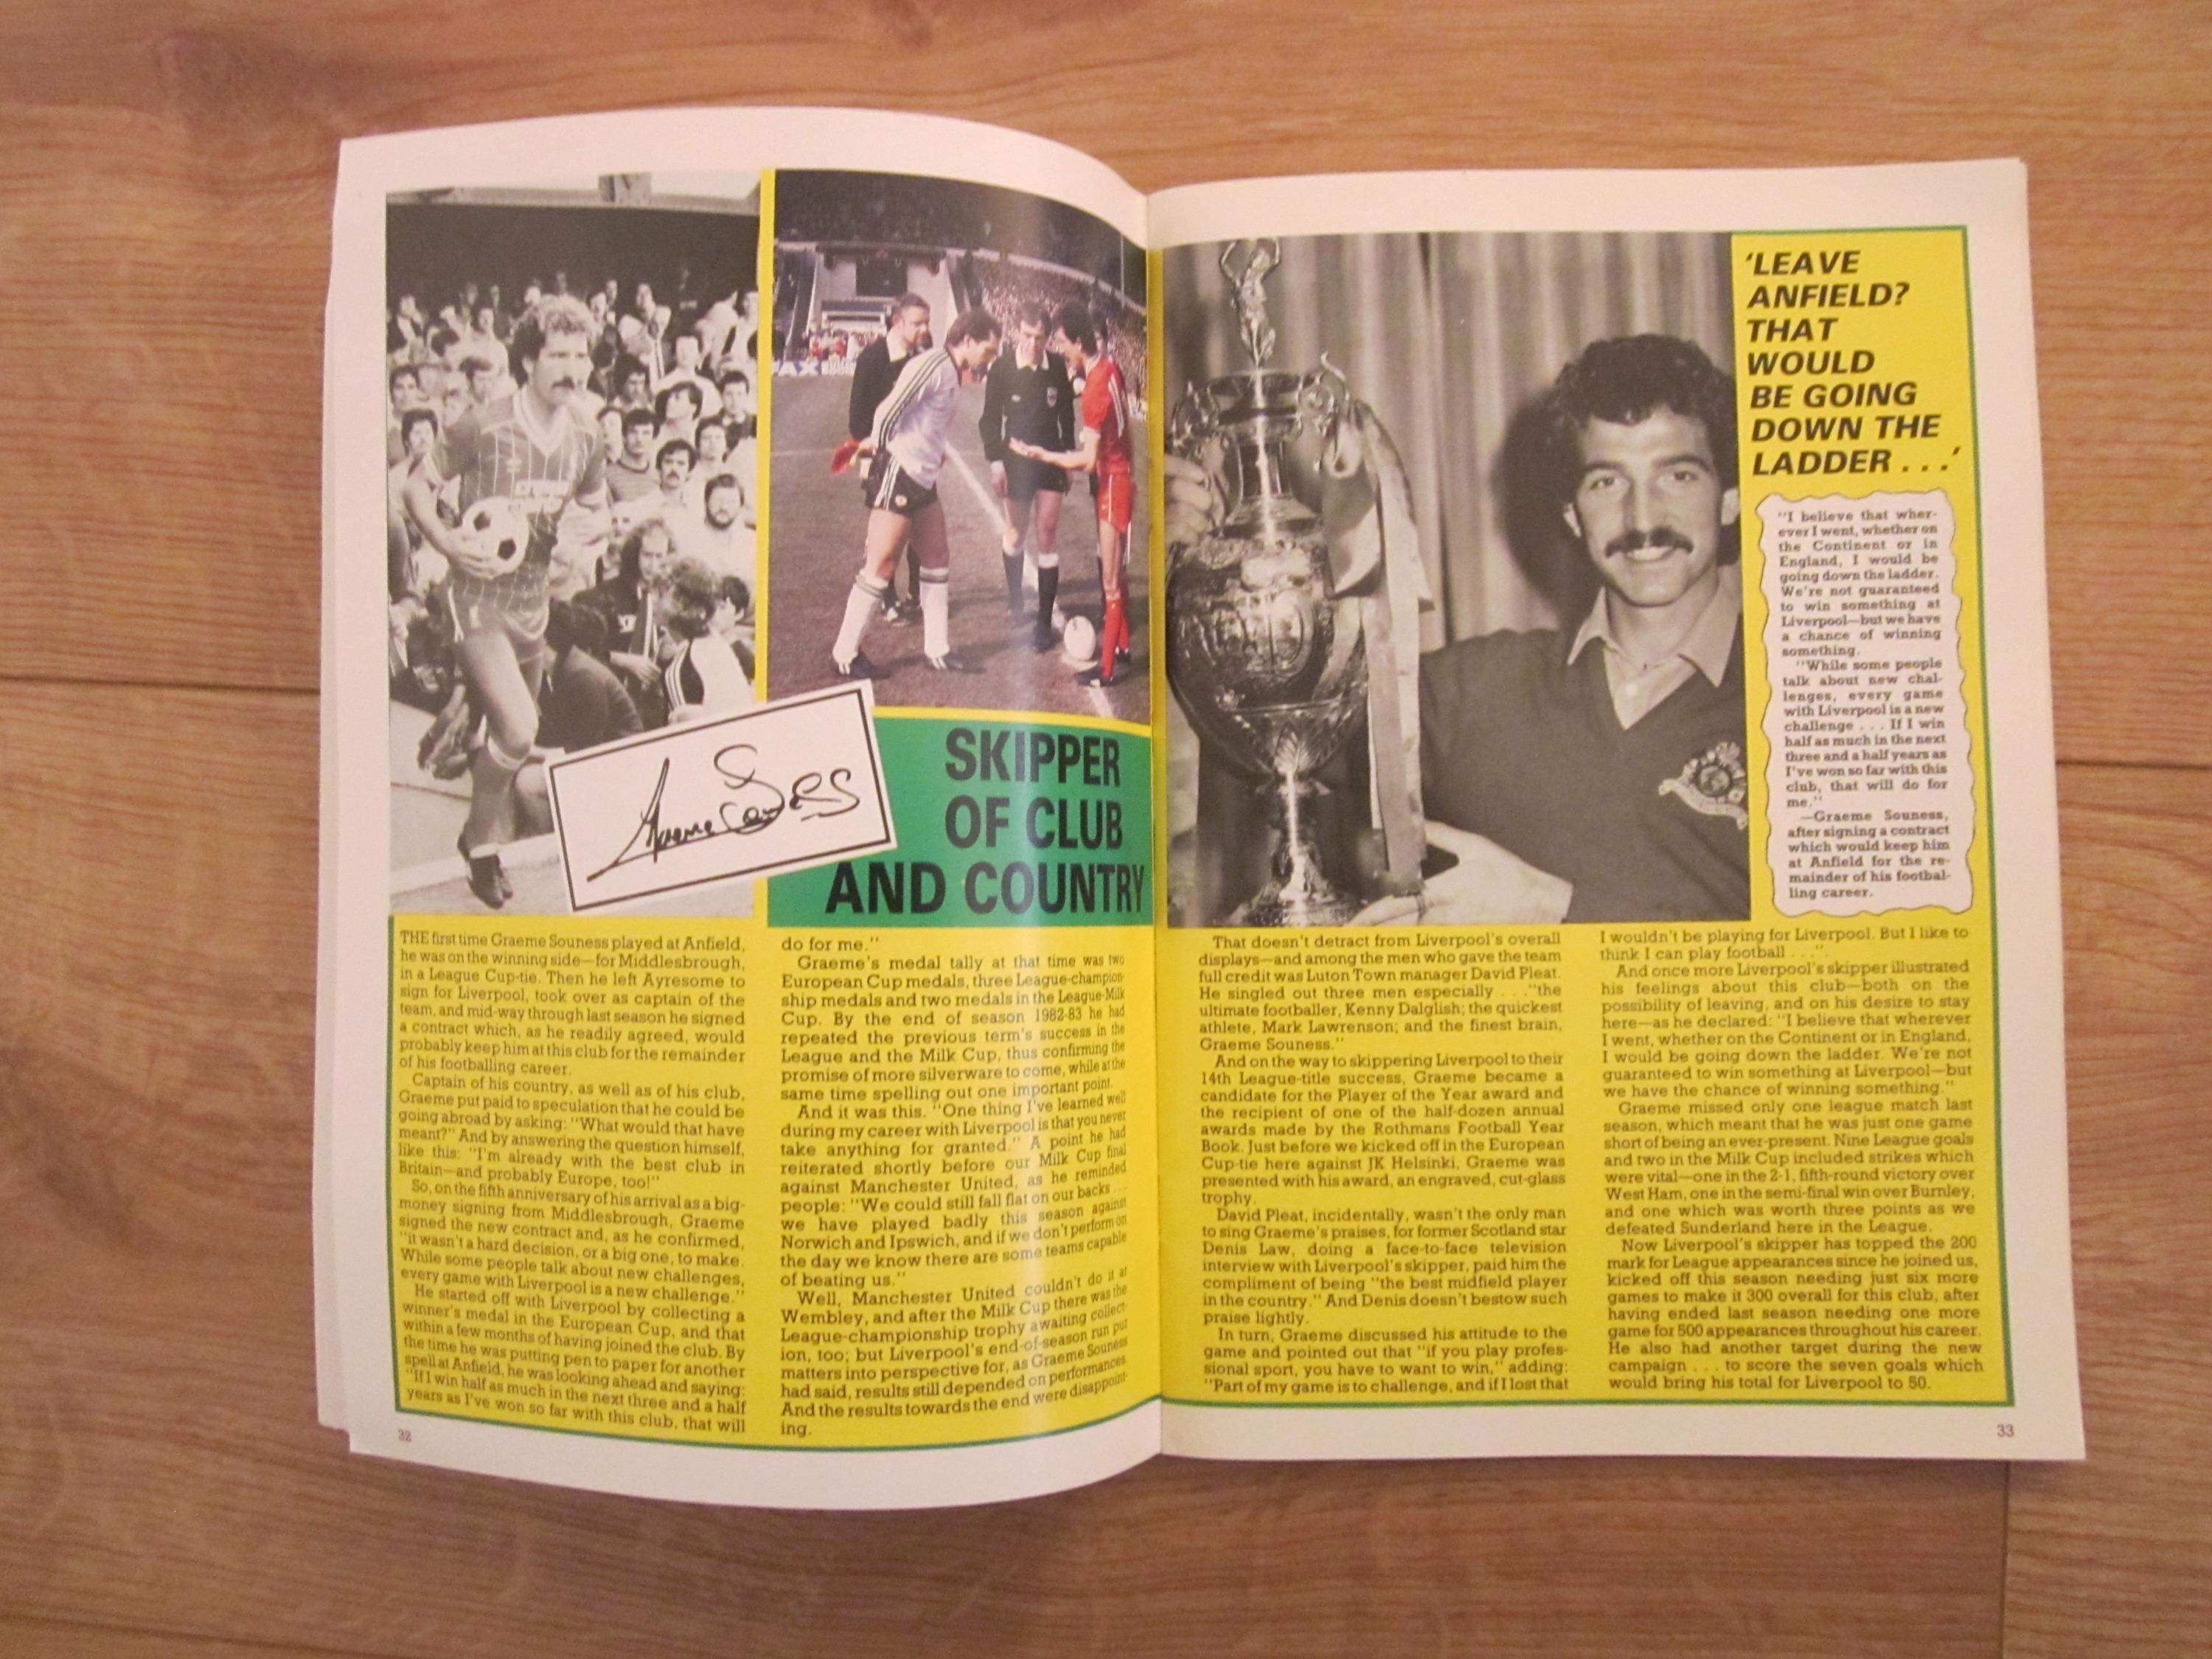 FAX
Graeme Souness
SKIPPER
OF CLUB
AND COUNTRY
THE first time Graeme Souness played at Anfield,
he was on the winning side—for Middlesbrough,
in a League Cup-tie. Then he left Ayresome to
sign for Liverpool, took over as captain of the
team, and mid-way through last season he signed
a contract which, as he readily agreed, would
probably keep him at this club for the remainder
of his footballing career.
Captain of his country, as well as of his club,
Graeme put paid to speculation that he could be
going abroad by asking: "What would that have
meant?" And by answering the question himself,
like this: "I'm already with the best club in
Britain—and probably Europe, too!"
So, on the fifth anniversary of his arrival as a big-
money signing from Middlesbrough, Graeme
signed the new contract and, as he confirmed,
"it wasn't a hard decision, or a big one, to make.
While some people talk about new challenges,
every game with Liverpool is a new challenge."
He started off with Liverpool by collecting a
winner's medal in the European Cup, and that
within a few months of having joined the club. By
the time he was putting pen to paper for another
spell at Anfield, he was looking ahead and saying:
"If I win half as much in the next three and a half
years as I've won so far with this club, that will
32
do for me."
Graeme's medal tally at that time was two
European Cup medals, three League-champion-
ship medals and two medals in the League-Milk
Cup. By the end of season 1982-83 he had
repeated the previous term's success in the
League and the Milk Cup, thus confirming the
promise of more silverware to come, while at the
same time spelling out one important point.
And it was this. "One thing I've learned well
during my career with Liverpool is that you never
take anything for granted." A point he had
reiterated shortly before our Milk Cup final
against Manchester United, as he reminded
people: "We could still fall flat on our backs . . .
we have played badly this season against
Norwich and Ipswich, and if we don't perform on
the day we know there are some teams capable
of beating us."
Well, Manchester United couldn't do it at
Wembley, and after the Milk Cup there was the
League-championship trophy awaiting collect-
ion, too; but Liverpool's end-of-season run put
matters into perspective for, as Graeme Souness
had said, results still depended on performances.
And the results towards the end were disappoint-
ing.
'LEAVE
ANFIELD?
THAT
WOULD
BE GOING
DOWN THE
LADDER . . .'
"I believe that wher-
ever I went, whether on
the Continent or in
England, I would be
going down the ladder.
We're not guaranteed
to win something at
Liverpool—but we have
a chance of winning
something.
"While some people
talk about new chal-
lenges, every game
with Liverpool is a new
challenge . . . If I win
half as much in the next
three and a half years as
I've won so far with this
club, that will do for
me."
—Graeme Souness,
after signing a contract
which would keep him
at Anfield for the re-
mainder of his footbal-
ling career.
That doesn't detract from Liverpool's overall
displays—and among the men who gave the team
full credit was Luton Town manager David Pleat.
He singled out three men especially . . . "the
ultimate footballer, Kenny Dalglish; the quickest
athlete, Mark Lawrenson; and the finest brain,
Graeme Souness."
And on the way to skippering Liverpool to their
14th League-title success, Graeme became a
candidate for the Player of the Year award and
the recipient of one of the half-dozen annual
awards made by the Rothmans Football Year
Book. Just before we kicked off in the European
Cup-tie here against JK Helsinki, Graeme was
presented with his award, an engraved, cut-glass
trophy.
David Pleat, incidentally, wasn't the only man
to sing Graeme's praises, for former Scotland star
Denis Law, doing a face-to-face television
interview with Liverpool's skipper, paid him the
compliment of being "the best midfield player
in the country." And Denis doesn't bestow such
praise lightly.
In turn, Graeme discussed his attitude to the
game and pointed out that "if you play profes-
sional sport, you have to want to win," adding:
"Part of my game is to challenge, and if I lost that
I wouldn't be playing for Liverpool. But I like to
think I can play football . . .".
And once more Liverpool's skipper illustrated
his feelings about this club—both on the
possibility of leaving, and on his desire to stay
here—as he declared: "I believe that wherever
I went, whether on the Continent or in England,
I would be going down the ladder. We're not
guaranteed to win something at Liverpool—but
we have the chance of winning something."
Graeme missed only one league match last
season, which meant that he was just one game
short of being an ever-present. Nine League goals
and two in the Milk Cup included strikes which
were vital—one in the 2-1, fifth-round victory over
West Ham, one in the semi-final win over Burnley,
and one which was worth three points as we
defeated Sunderland here in the League.
Now Liverpool's skipper has topped the 200
mark for League appearances since he joined us,
kicked off this season needing just six more
games to make it 300 overall for this club, after
having ended last season needing one more
game for 500 appearances throughout his career.
He also had another target during the new
campaign . . . to score the seven goals which
would bring his total for Liverpool to 50.
33